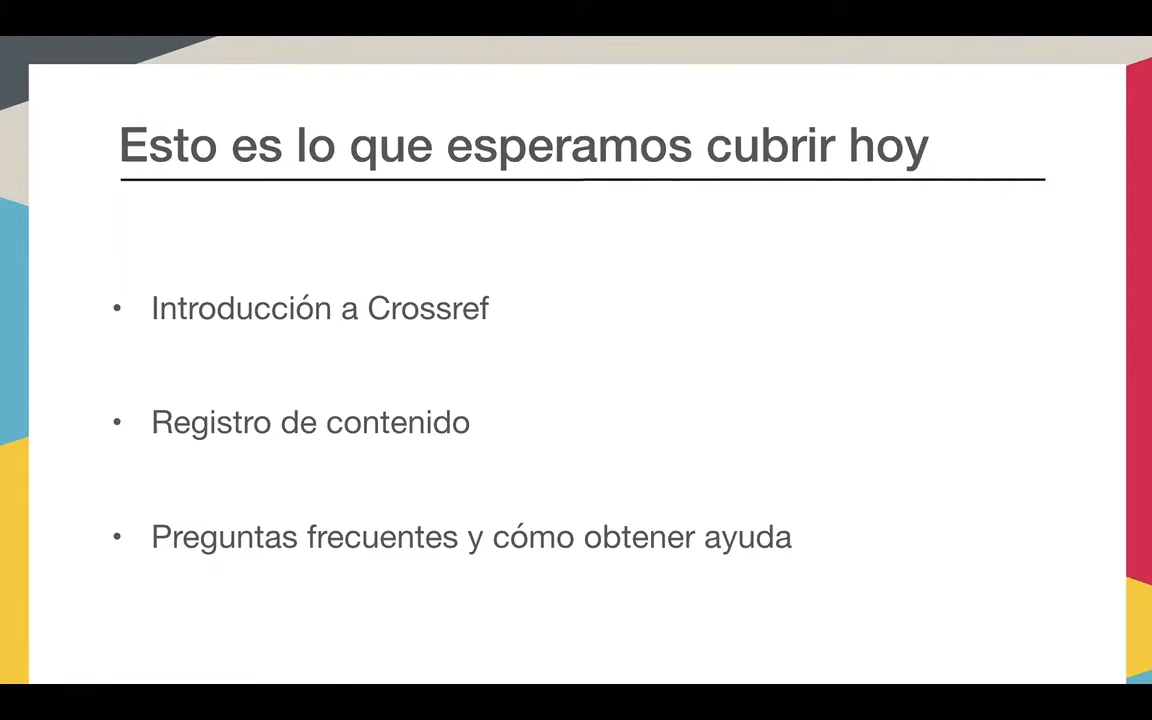 Esto es lo que esperamos cubrir hoy
• Introducción a Crossref
• Registro de contenido
• Preguntas frecuentes y cómo obtener ayuda